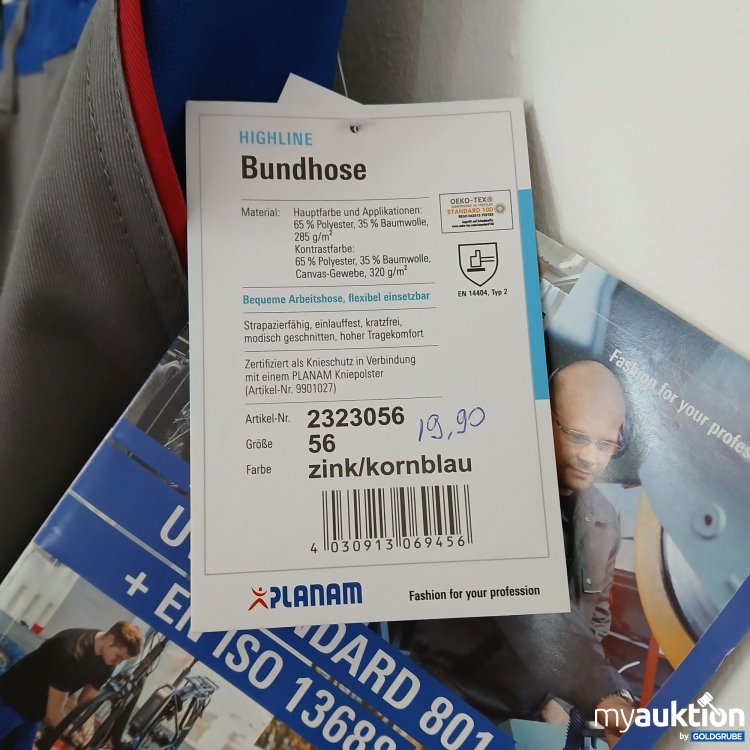 HIGHLINE
Bundhose
Material: Hauptfarbe und Applikationen:
65 % Polyester, 35 % Baumwolle,
285 g/m²
Kontrastfarbe:
65 % Polyester, 35 % Baumwolle,
Canvas-Gewebe, 320 g/m²
OEKO-TEX®
STANDARD 100
EN 14404, Typ 2
Bequeme Arbeitshose, flexibel einsetzbar
Strapazierfähig, einlauffest, kratzfrei,
modisch geschnitten, hoher Tragekomfort
Zertifiziert als Knieschutz in Verbindung
mit einem PLANAM Kniepolster
(Artikel-Nr. 9901027)
Artikel-Nr. 2323056
19,90
Größe 56
Farbe zink/kornblau
4 030913 069456
PLANAM
Fashion for your profession
Fashion for your profess
NDARD 801
+ EN ISO 13688
myauktion
by GOLDGRUBE